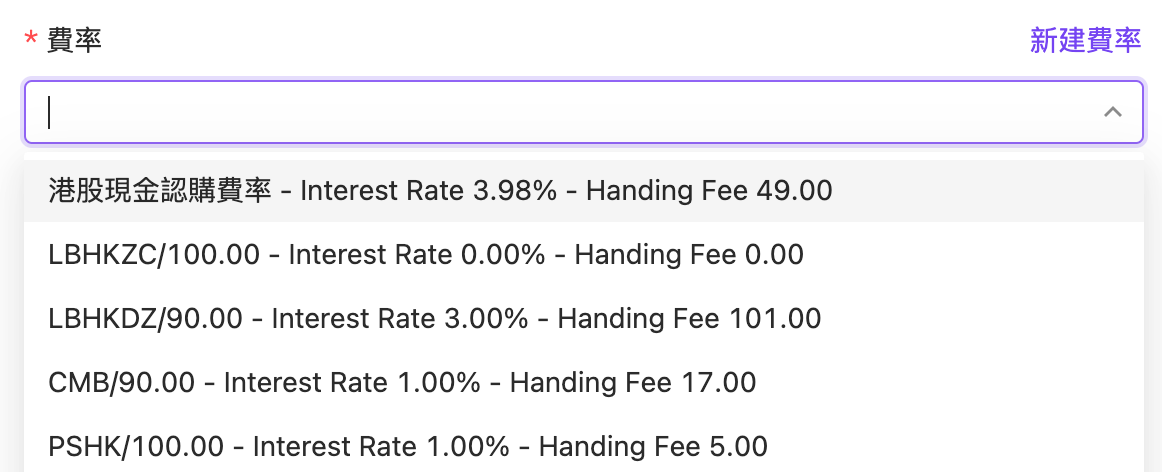 * 費率
新建費率
港股現金認購費率 - Interest Rate 3.98% - Handing Fee 49.00
LBHKZC/100.00 - Interest Rate 0.00% - Handing Fee 0.00
LBHKDZ/90.00 - Interest Rate 3.00% - Handing Fee 101.00
CMB/90.00 - Interest Rate 1.00% - Handing Fee 17.00
PSHK/100.00 - Interest Rate 1.00% - Handing Fee 5.00